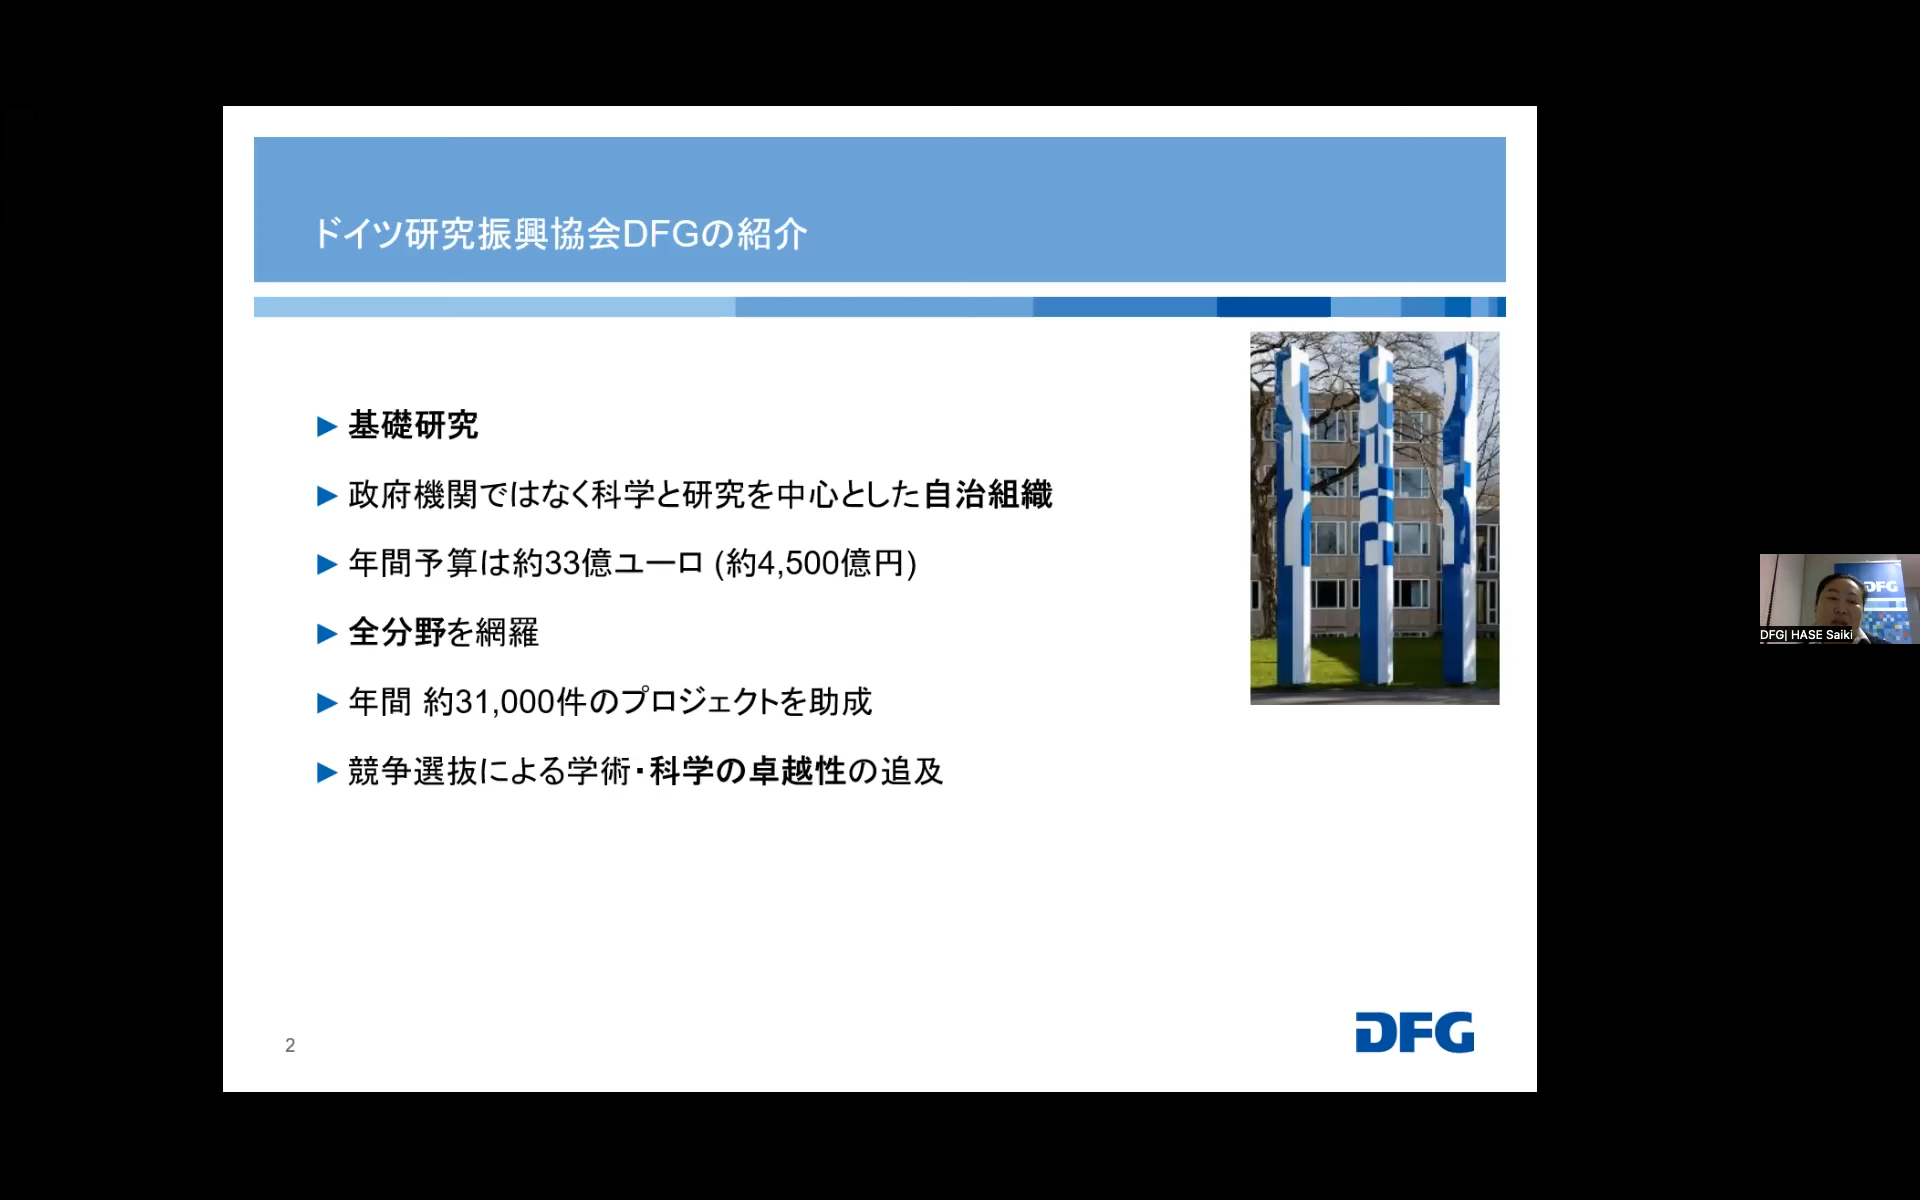 ドイツ研究振興協会DFGの紹介
▶ 基礎研究
▶ 政府機関ではなく科学と研究を中心とした自治組織
▶ 年間予算は約33億ユーロ (約4,500億円)
▶ 全分野を網羅
▶ 年間 約31,000件のプロジェクトを助成
▶ 競争選抜による学術・科学の卓越性の追及
2
DFG
DFG
DFG| HASE Saiki